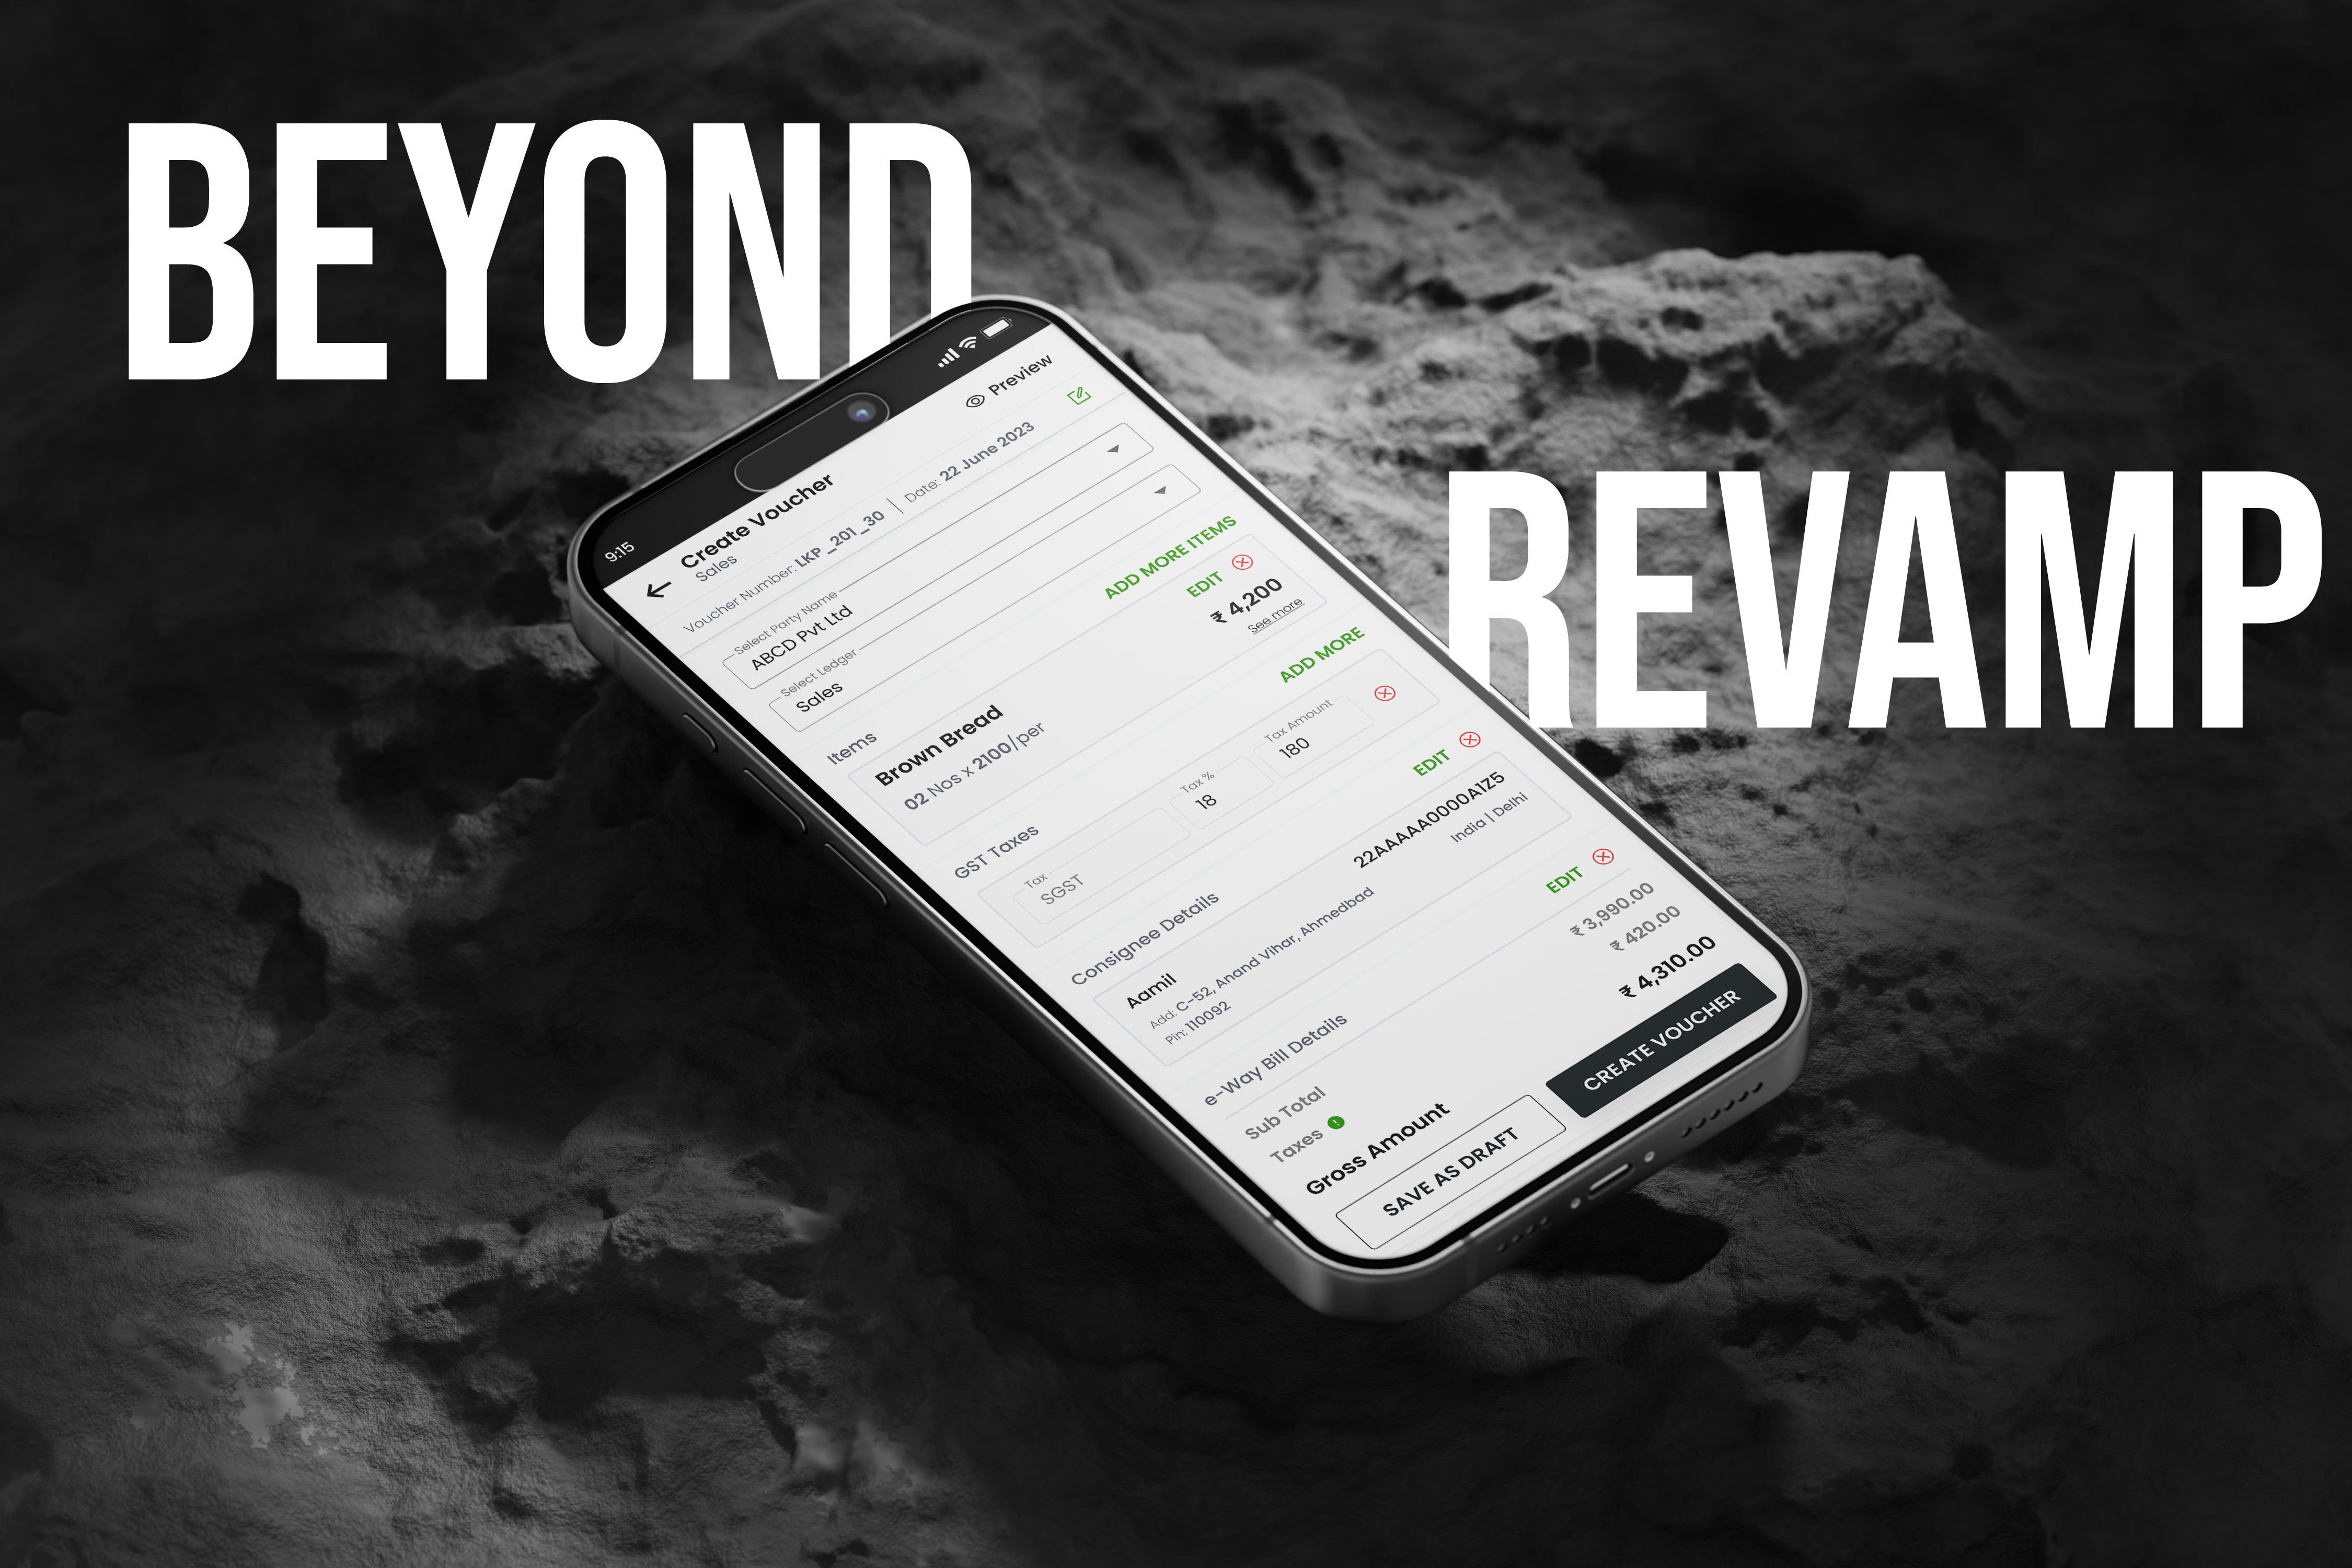 BEYOND
REVAMP
9:15
Create Voucher
Preview
Sales
Voucher Number: LKP_201_30 | Date: 22 June 2023
Select Party Name
ABCD Pvt Ltd
Select Ledger
Sales
Items
ADD MORE ITEMS
Brown Bread
EDIT
02 Nos x 2100/per
₹ 4,200
See more
GST Taxes
ADD MORE
Tax
SGST
Tax %
18
Tax Amount
180
Consignee Details
EDIT
Aamil
22AAAAA0000A1Z5
Add: C-52, Anand Vihar, Ahmedbad
India | Delhi
Pin: 110092
e-Way Bill Details
EDIT
Sub Total
₹ 3,990.00
Taxes
₹ 420.00
Gross Amount
₹ 4,310.00
SAVE AS DRAFT
CREATE VOUCHER